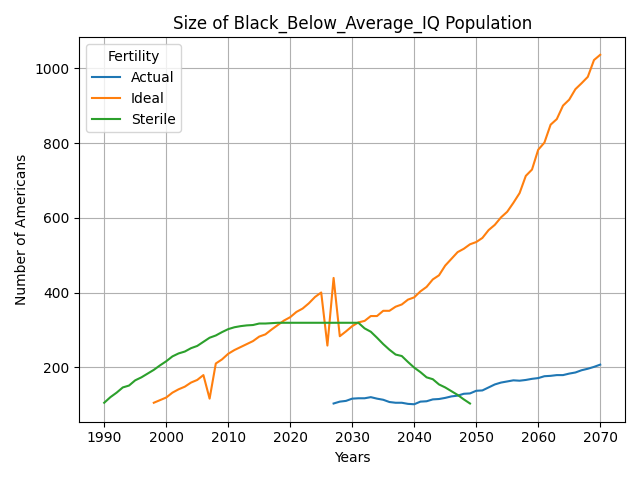 Size of Black_Below_Average_IQ Population
Number of Americans
1000
800
600
400
200
Fertility
Actual
Ideal
Sterile
1990 2000 2010 2020 2030 2040 2050 2060 2070
Years